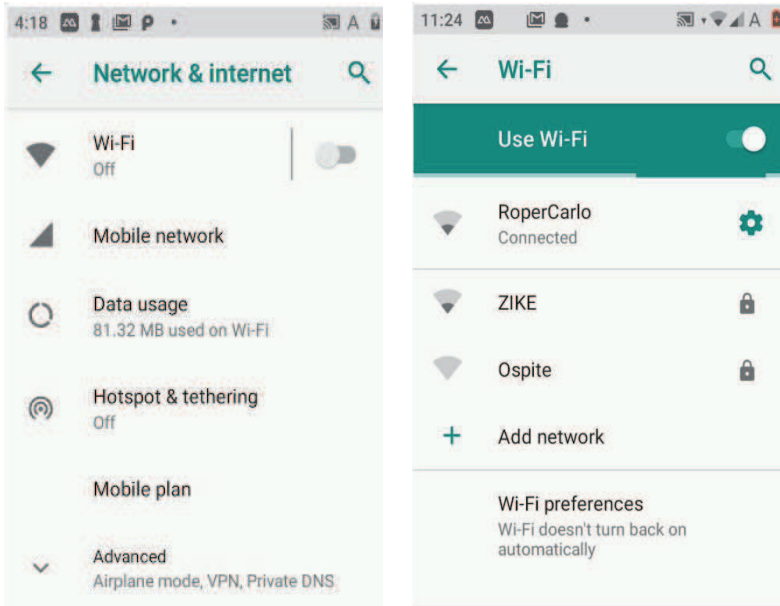 4:18 A
Network & internet
Wi-Fi
Off
Mobile network
Data usage
81.32 MB used on Wi-Fi
Hotspot & tethering
Off
Mobile plan
Advanced
Airplane mode, VPN, Private DNS
11:24 A
Wi-Fi
Use Wi-Fi
RoperCarlo
Connected
ZIKE
Ospite
Add network
Wi-Fi preferences
Wi-Fi doesn't turn back on
automatically